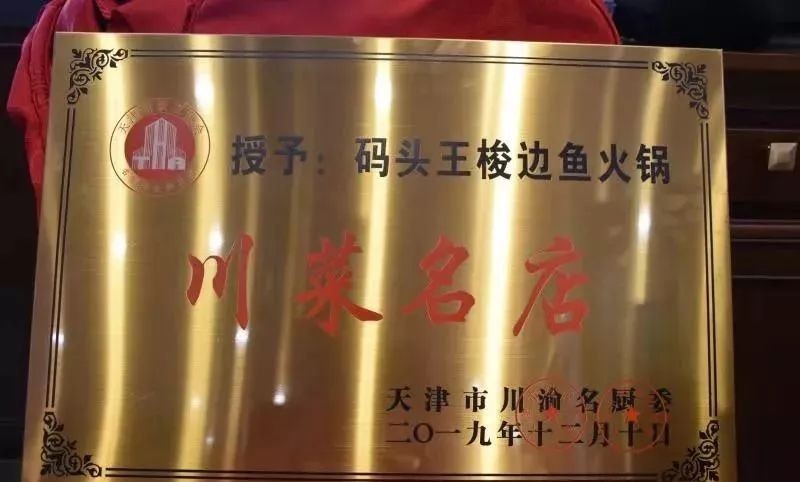 授予：码头王梭边鱼火锅
川菜名店
天津市川渝名厨委
二〇一九年十二月十日